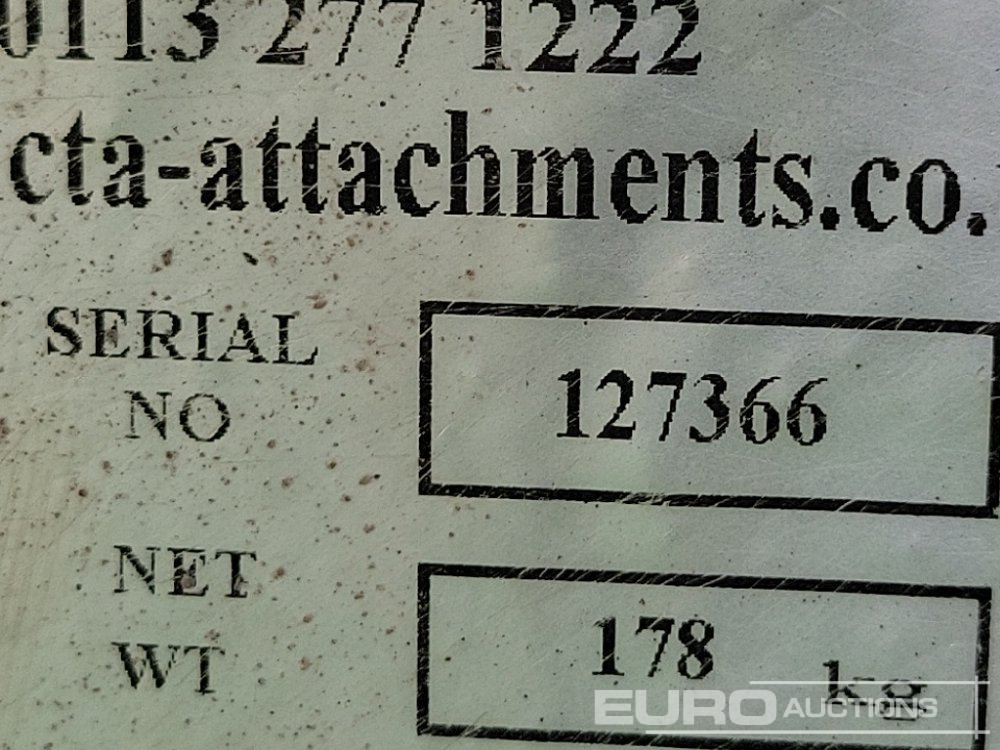 0113 277 1222
cta-attachments.co.
SERIAL
NO
127366
NET
WT
178 kg
EURO AUCTIONS